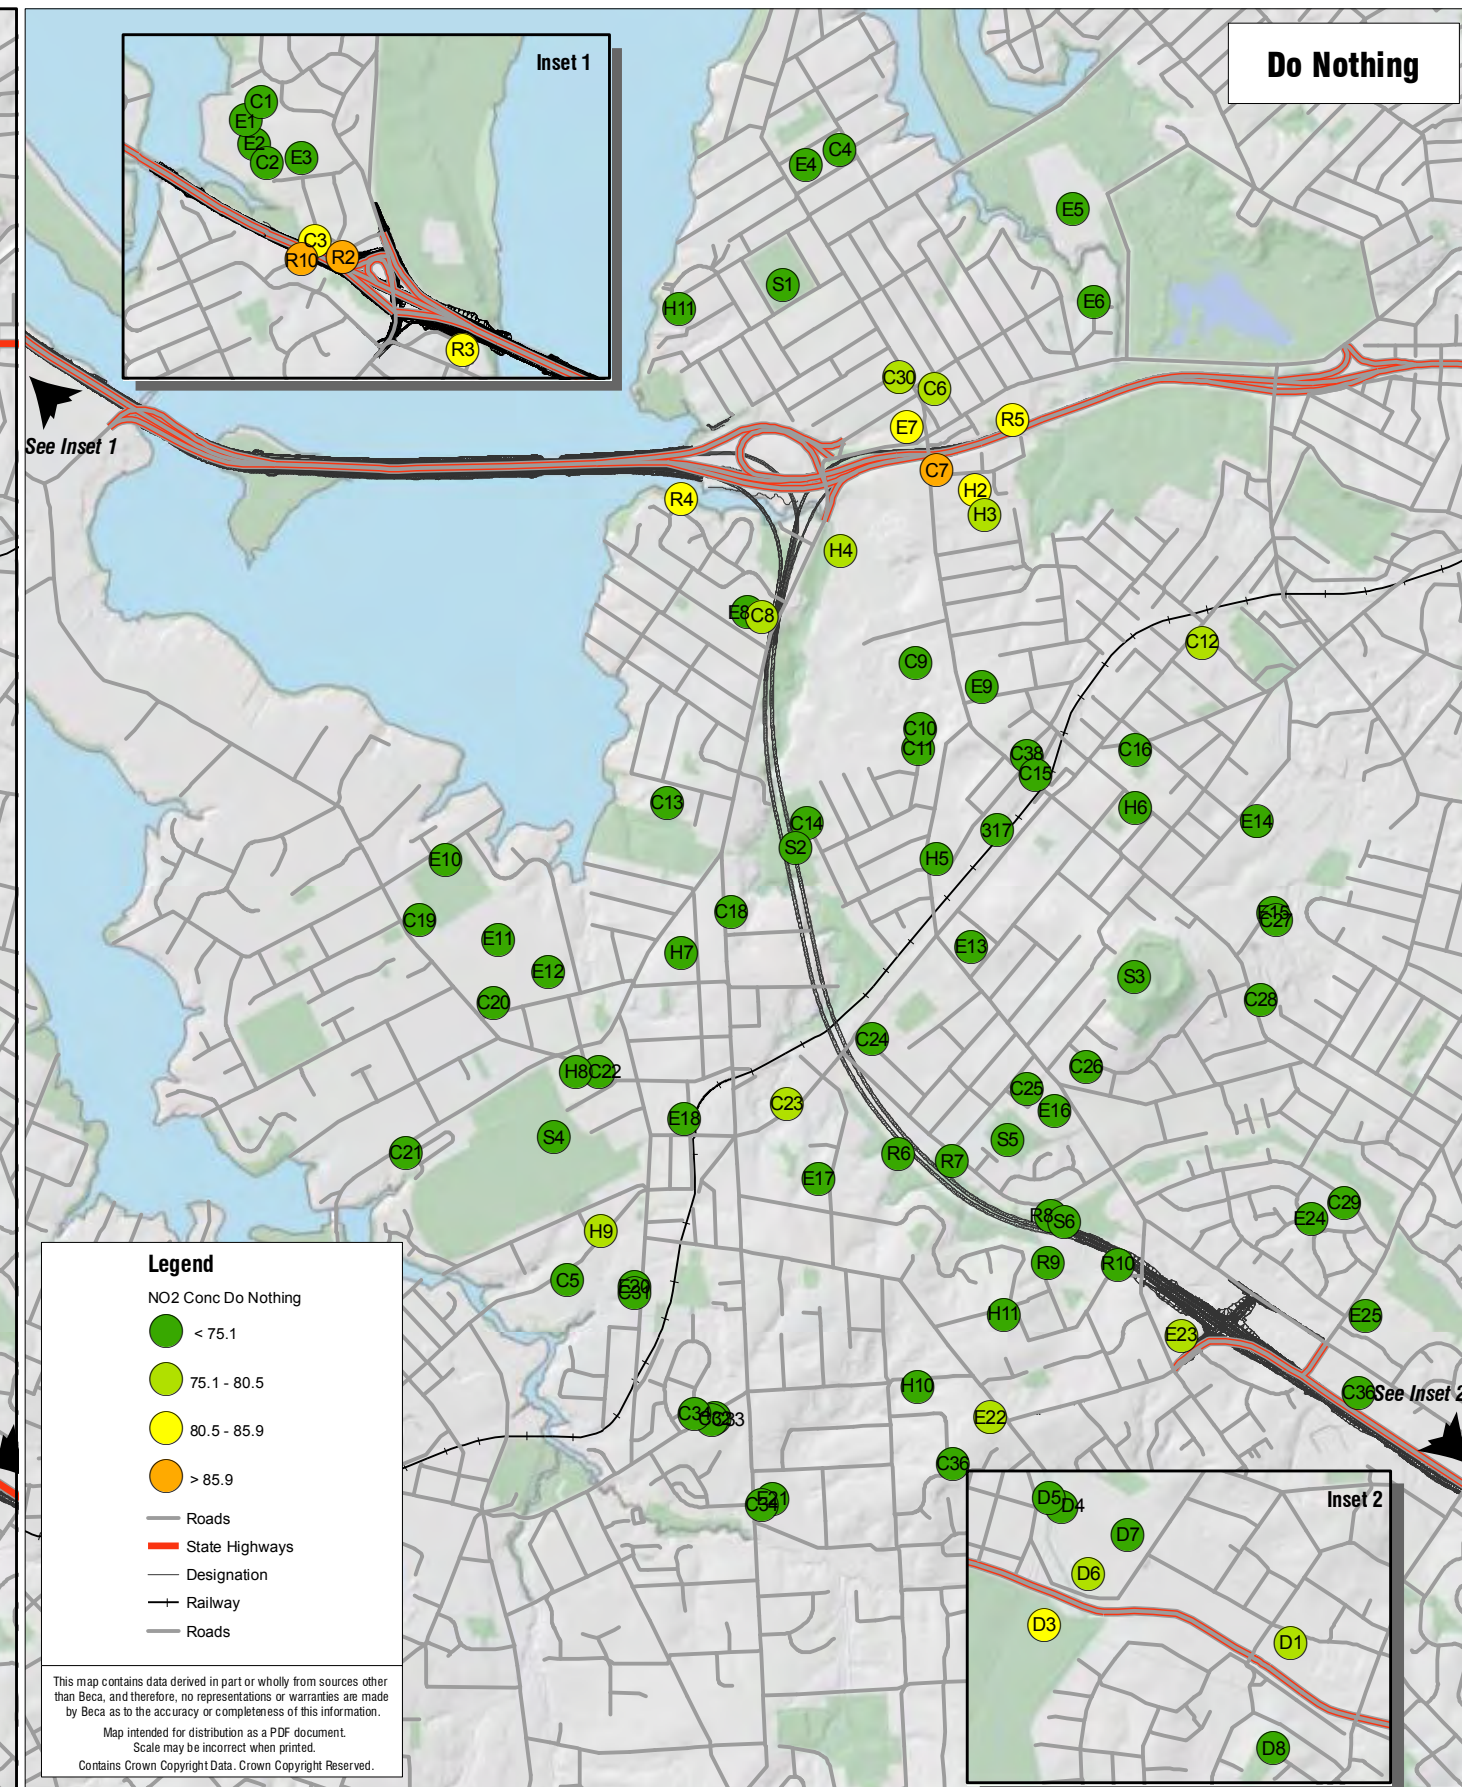 Do Nothing
Inset 1
C1
E1
E2
C2
E3
C3
R10
R2
R3
See Inset 1
C4
E4
E5
S1
E6
H11
C30
C6
E7
R5
C7
R4
H2
H3
H4
E8
C8
C12
C9
E9
C10
C11
C38
C15
C16
C13
H6
C14
317
E14
S2
H5
E10
C18
C19
E15
C27
E11
E13
H7
E12
S3
C20
C28
C24
C26
H8
C22
C25
C23
E16
E18
S4
S5
C21
R6
R7
E17
C29
R8
S6
E24
H9
R9
R10
C5
E20
C31
H11
E25
E23
H10
C36
See Inset 2
C32
C33
E22
C36
E21
Legend
NO2 Conc Do Nothing
< 75.1
75.1 - 80.5
80.5 - 85.9
> 85.9
Roads
State Highways
Designation
Railway
Roads
This map contains data derived in part or wholly from sources other
than Beca, and therefore, no representations or warranties are made
by Beca as to the accuracy or completeness of this information.
Map intended for distribution as a PDF document.
Scale may be incorrect when printed.
Contains Crown Copyright Data. Crown Copyright Reserved.
Inset 2
D5
D4
D7
D6
D3
D1
D8